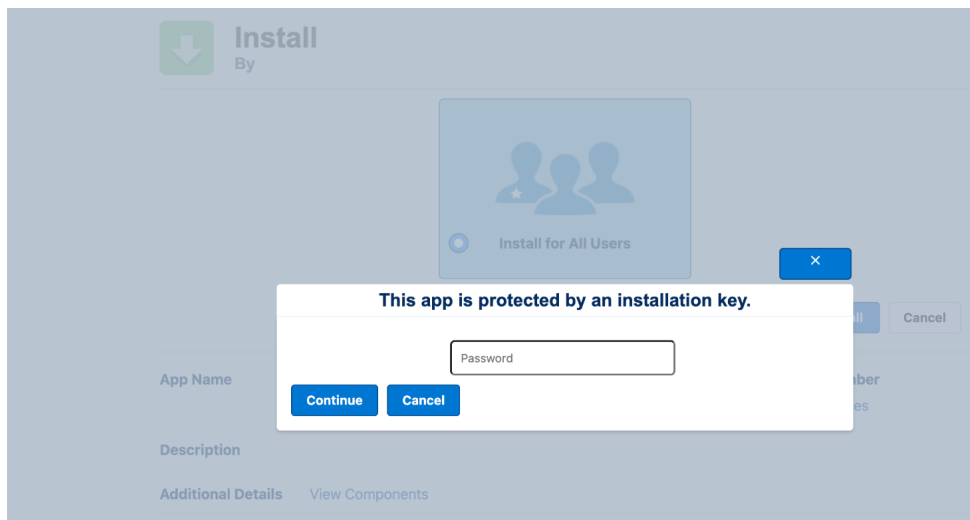 Install
By
Install for All Users
×
This app is protected by an installation key.
Cancel
Password
App Name
Continue Cancel
Description
Additional Details View Components